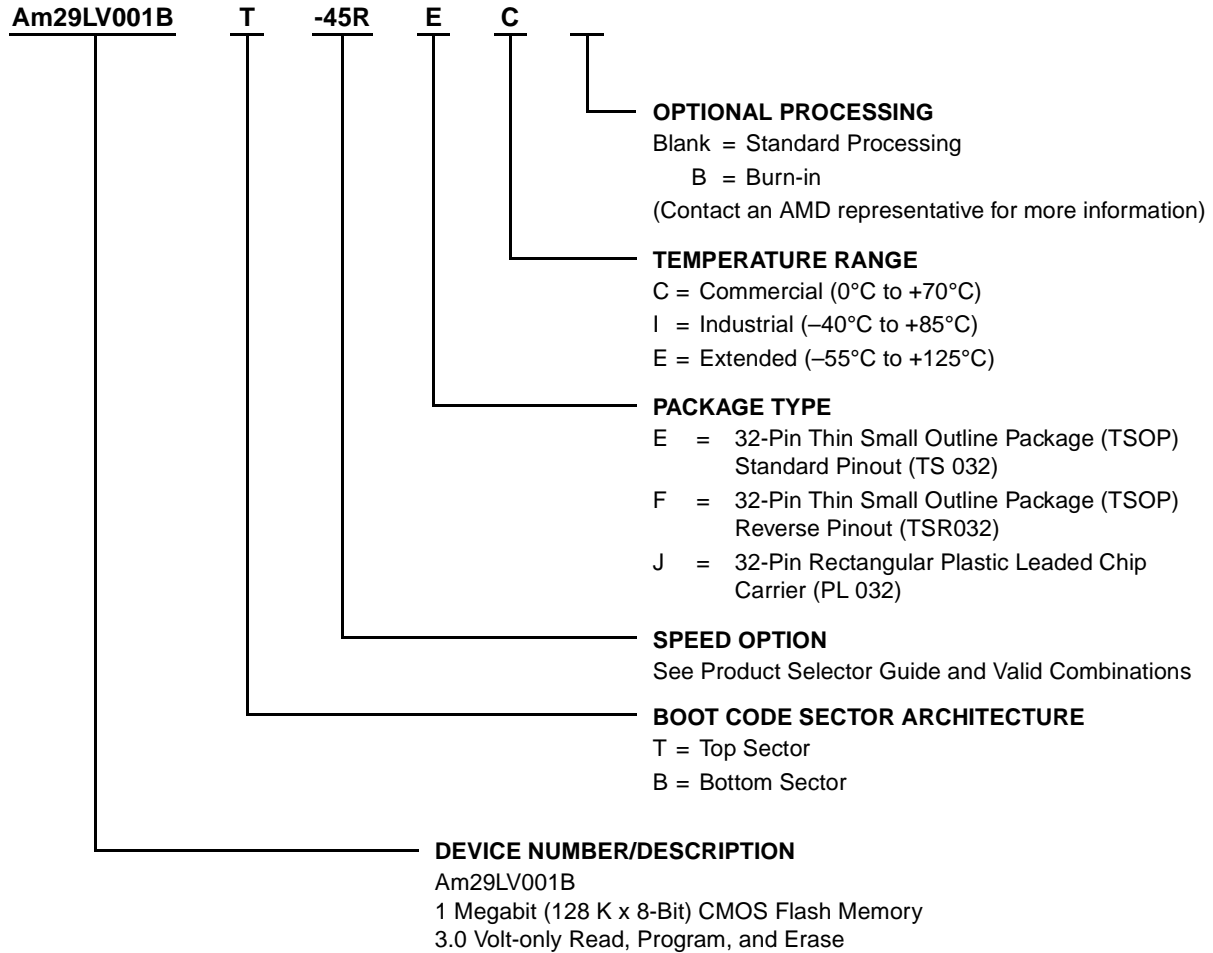 Am29LV001B T -45R E C
OPTIONAL PROCESSING
Blank = Standard Processing
B = Burn-in
(Contact an AMD representative for more information)
TEMPERATURE RANGE
C = Commercial (0°C to +70°C)
I = Industrial (–40°C to +85°C)
E = Extended (–55°C to +125°C)
PACKAGE TYPE
E = 32-Pin Thin Small Outline Package (TSOP)
Standard Pinout (TS 032)
F = 32-Pin Thin Small Outline Package (TSOP)
Reverse Pinout (TSR032)
J = 32-Pin Rectangular Plastic Leaded Chip
Carrier (PL 032)
SPEED OPTION
See Product Selector Guide and Valid Combinations
BOOT CODE SECTOR ARCHITECTURE
T = Top Sector
B = Bottom Sector
DEVICE NUMBER/DESCRIPTION
Am29LV001B
1 Megabit (128 K x 8-Bit) CMOS Flash Memory
3.0 Volt-only Read, Program, and Erase